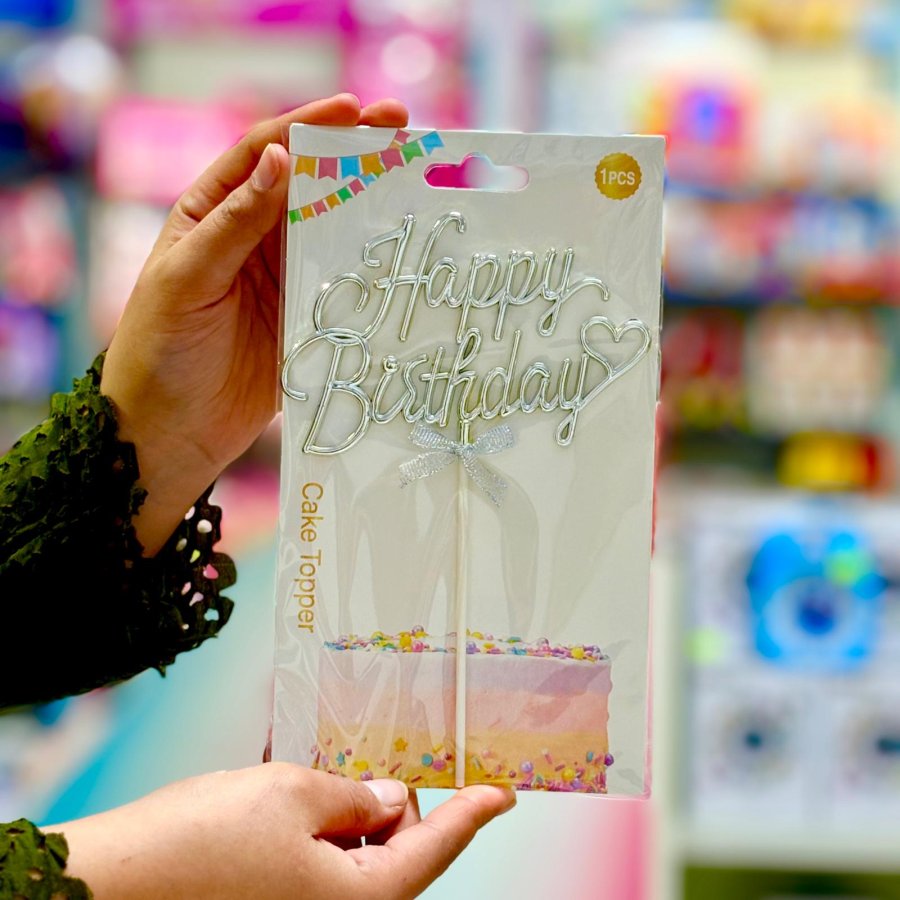 1PCS
Happy
Birthday
Cake Topper